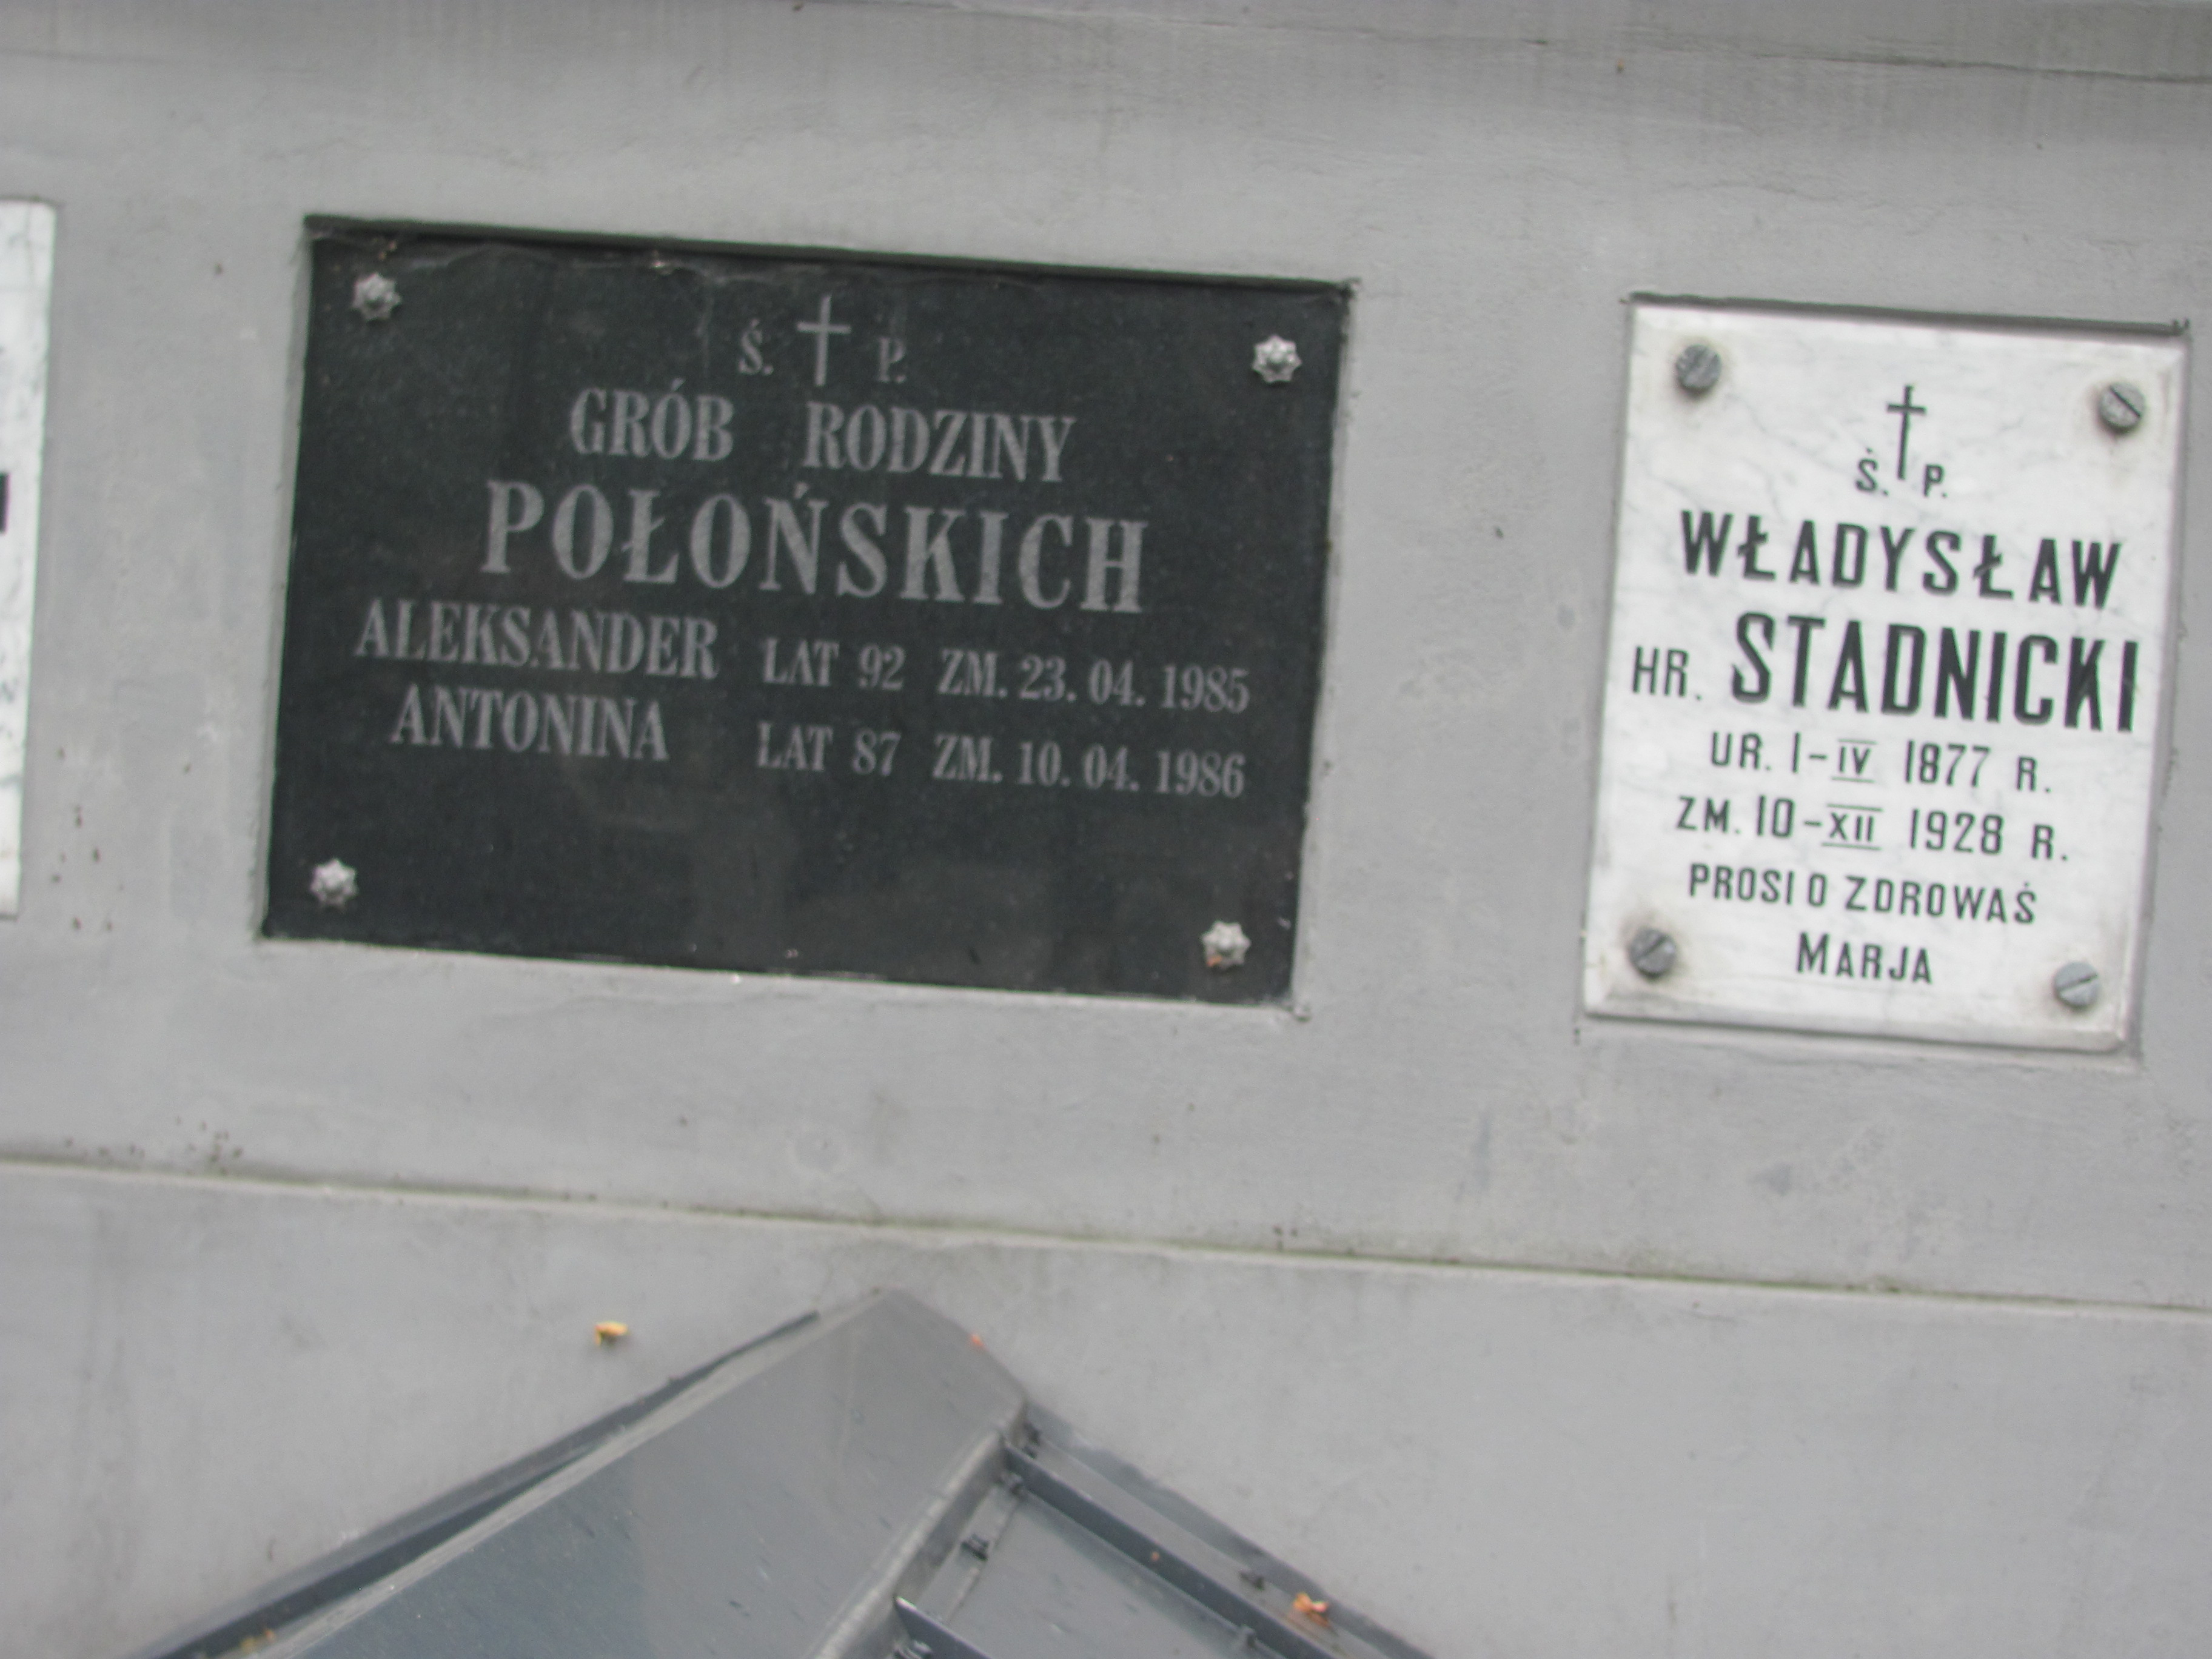 Ś. P.
GRÓB RODZINY
POŁOŃSKICH
ALEKSANDER LAT 92 ZM. 23. 04. 1985
ANTONINA LAT 87 ZM. 10. 04. 1986
Ś. P.
WŁADYSŁAW
HR. STADNICKI
UR. 1-IV 1877 R.
ZM. 10-XII 1928 R.
PROSI O ZDROWAŚ
MARJA